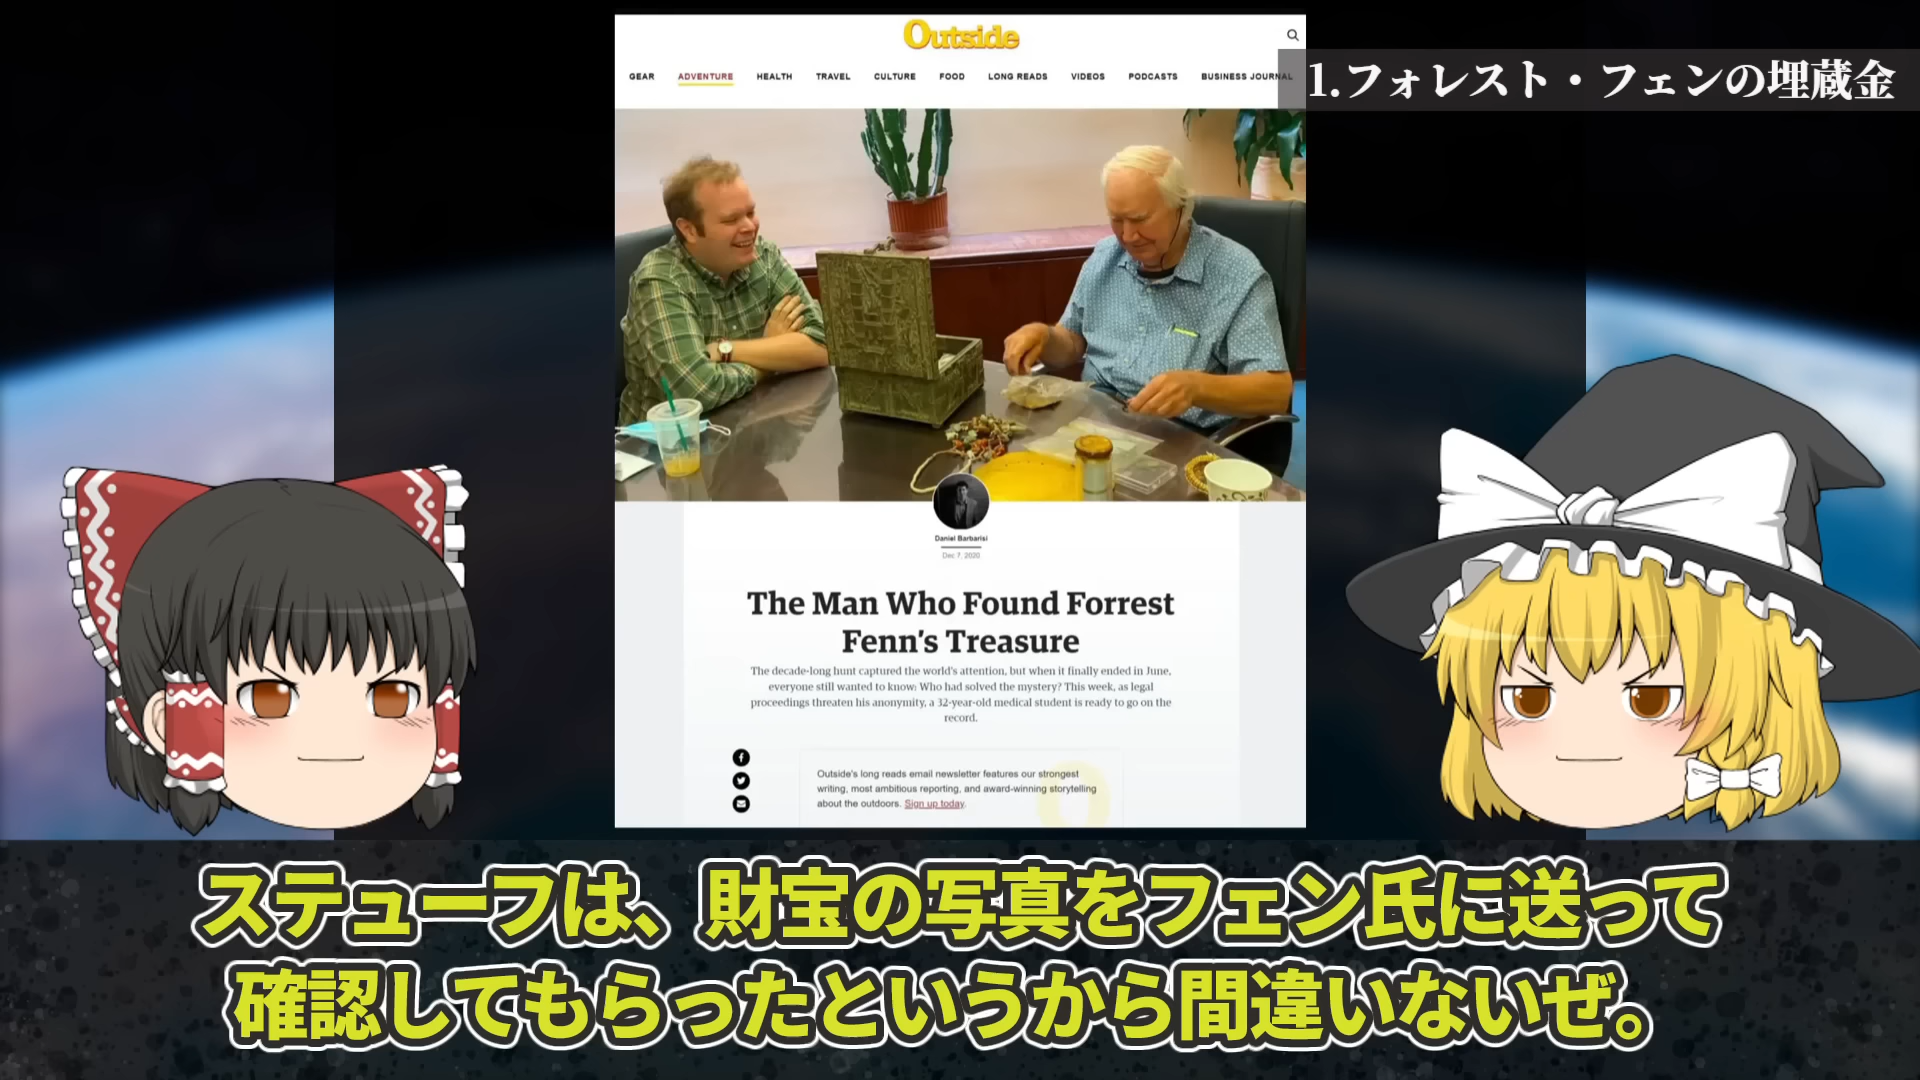 Outside
GEAR ADVENTURE HEALTH TRAVEL CULTURE FOOD LONG READS VIDEOS PODCASTS BUSINESS JOURNAL
1.フォレスト・フェンの埋蔵金
Daniel Barbarisi
Dec 7, 2020
The Man Who Found Forrest
Fenn's Treasure
The decade-long hunt captured the world's attention, but when it finally ended in June,
everyone still wanted to know: Who had solved the mystery? This week, as legal
proceedings threaten his anonymity, a 32-year-old medical student is ready to go on the
record.
Outside's long reads email newsletter features our strongest
writing, most ambitious reporting, and award-winning storytelling
about the outdoors. Sign up today.
ステューフは、財宝の写真をフェン氏に送って
確認してもらったというから間違いないぜ。